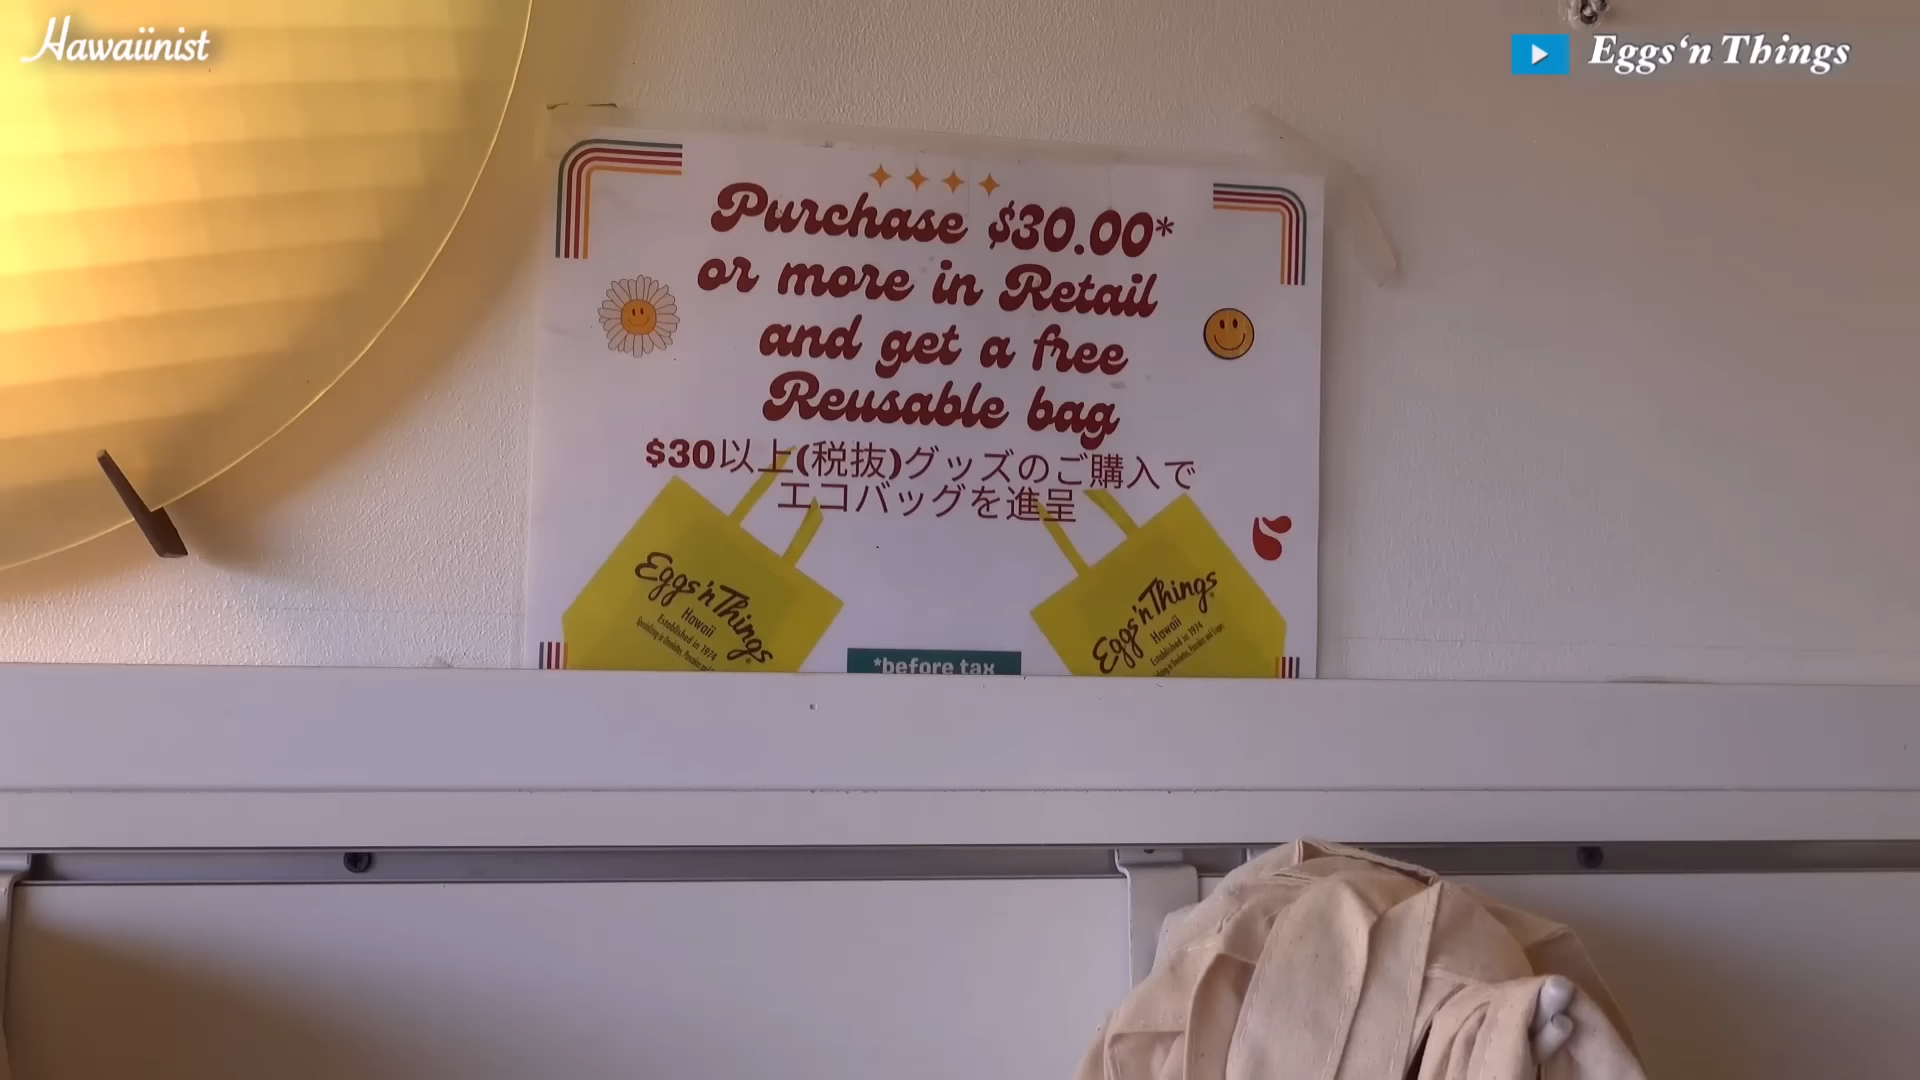 Hawaiinist
Eggs‘n Things
Purchase $30.00*
or more in Retail
and get a free
Reusable bag
$30以上(税抜)グッズのご購入で
エコバッグを進呈
Eggs'n Things
Hawaii
Established in 1974
Eggs'n Things
Hawaii
Established in 1974
*before tax